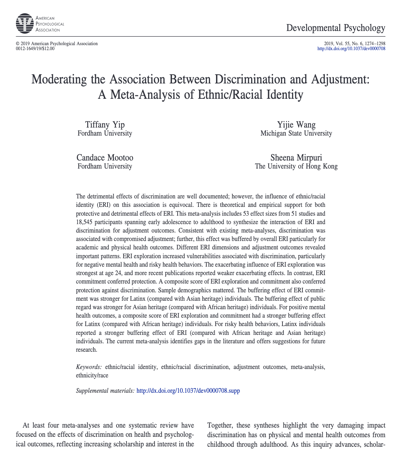 AMERICAN
PSYCHOLOGICAL
ASSOCIATION
Developmental Psychology
© 2019 American Psychological Association
0012-1649/19/$12.00
2019, Vol. 55, No. 6, 1274–1298
http://dx.doi.org/10.1037/dev0000708
Moderating the Association Between Discrimination and Adjustment:
A Meta-Analysis of Ethnic/Racial Identity
Tiffany Yip
Fordham University
Yijie Wang
Michigan State University
Candace Mootoo
Fordham University
Sheena Mirpuri
The University of Hong Kong
The detrimental effects of discrimination are well documented; however, the influence of ethnic/racial
identity (ERI) on this association is equivocal. There is theoretical and empirical support for both
protective and detrimental effects of ERI. This meta-analysis includes 53 effect sizes from 51 studies and
18,545 participants spanning early adolescence to adulthood to synthesize the interaction of ERI and
discrimination for adjustment outcomes. Consistent with existing meta-analyses, discrimination was
associated with compromised adjustment; further, this effect was buffered by overall ERI particularly for
academic and physical health outcomes. Different ERI dimensions and adjustment outcomes revealed
important patterns. ERI exploration increased vulnerabilities associated with discrimination, particularly
for negative mental health and risky health behaviors. The exacerbating influence of ERI exploration was
strongest at age 24, and more recent publications reported weaker exacerbating effects. In contrast, ERI
commitment conferred protection. A composite score of ERI exploration and commitment also conferred
protection against discrimination. Sample demographics mattered. The buffering effect of ERI commit-
ment was stronger for Latinx (compared with Asian heritage) individuals. The buffering effect of public
regard was stronger for Asian heritage (compared with African heritage) individuals. For positive mental
health outcomes, a composite score of ERI exploration and commitment had a stronger buffering effect
for Latinx (compared with African heritage) individuals. For risky health behaviors, Latinx individuals
reported a stronger buffering effect of ERI (compared with African heritage and Asian heritage)
individuals. The current meta-analysis identifies gaps in the literature and offers suggestions for future
research.
Keywords: ethnic/racial identity, ethnic/racial discrimination, adjustment outcomes, meta-analysis,
ethnicity/race
Supplemental materials: http://dx.doi.org/10.1037/dev0000708.supp
At least four meta-analyses and one systematic review have
focused on the effects of discrimination on health and psycholog-
ical outcomes, reflecting increasing scholarship and interest in the
Together, these syntheses highlight the very damaging impact
discrimination has on physical and mental health outcomes from
childhood through adulthood. As this inquiry advances, scholar-